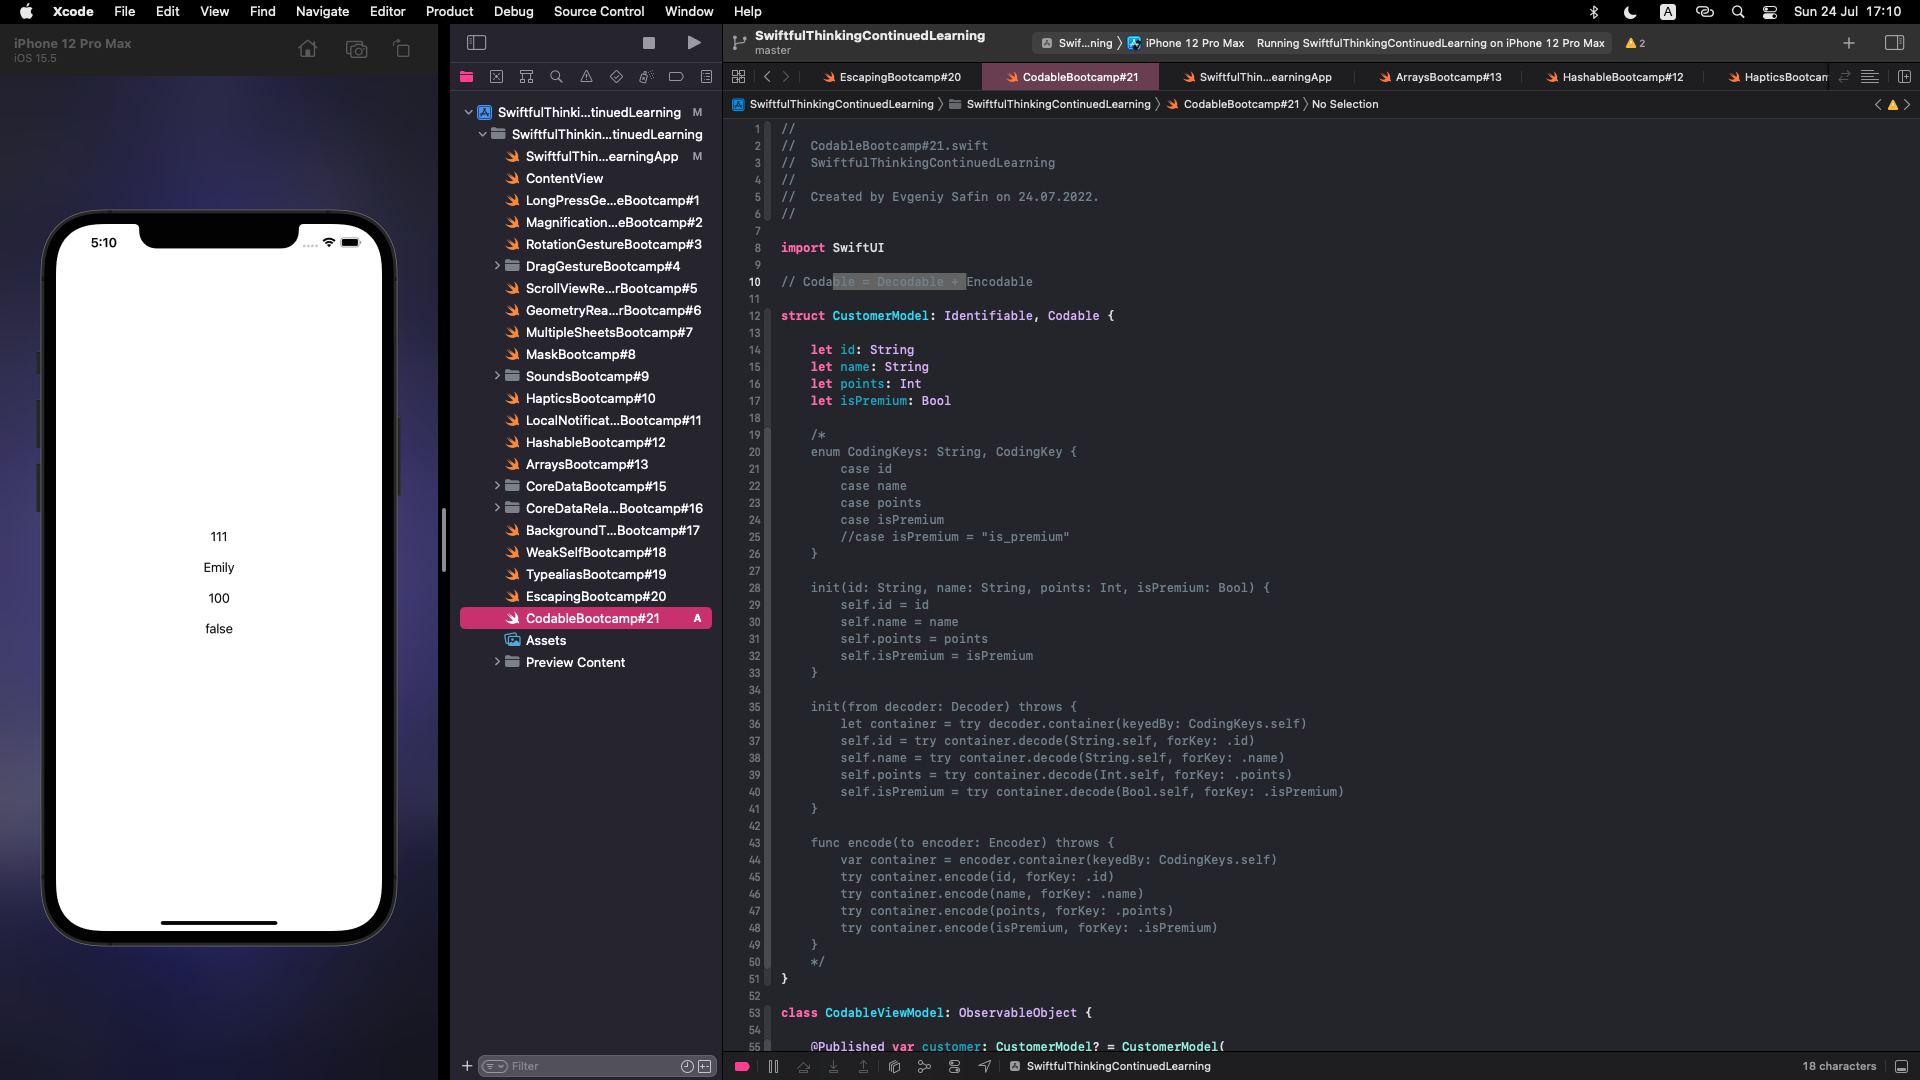 Xcode File Edit View Find Navigate Editor Product Debug Source Control Window Help
A Sun 24 Jul 17:10
iPhone 12 Pro Max
iOS 15.5
5:10
111
Emily
100
false
SwiftfulThinki...tinuedLearning M
SwiftfulThinkin...tinuedLearning
SwiftfulThin...earningApp M
ContentView
LongPressGe...eBootcamp#1
Magnification...eBootcamp#2
RotationGestureBootcamp#3
DragGestureBootcamp#4
ScrollViewRe...rBootcamp#5
GeometryRea...rBootcamp#6
MultipleSheetsBootcamp#7
MaskBootcamp#8
SoundsBootcamp#9
HapticsBootcamp#10
LocalNotificat...Bootcamp#11
HashableBootcamp#12
ArraysBootcamp#13
CoreDataBootcamp#15
CoreDataRela...Bootcamp#16
BackgroundT...Bootcamp#17
WeakSelfBootcamp#18
TypealiasBootcamp#19
EscapingBootcamp#20
CodableBootcamp#21 A
Assets
Preview Content
Filter
SwiftfulThinkingContinuedLearning
master
Swif...ning 〉 iPhone 12 Pro Max Running SwiftfulThinkingContinuedLearning on iPhone 12 Pro Max 2
EscapingBootcamp#20 CodableBootcamp#21 SwiftfulThin...earningApp ArraysBootcamp#13 HashableBootcamp#12 HapticsBootcam
SwiftfulThinkingContinuedLearning 〉 SwiftfulThinkingContinuedLearning 〉 CodableBootcamp#21 〉 No Selection
1 //
2 //  CodableBootcamp#21.swift
3 //  SwiftfulThinkingContinuedLearning
4 //
5 //  Created by Evgeniy Safin on 24.07.2022.
6 //
7
8 import SwiftUI
9
10 // Codable = Decodable + Encodable
11
12 struct CustomerModel: Identifiable, Codable {
13
14     let id: String
15     let name: String
16     let points: Int
17     let isPremium: Bool
18
19     /*
20     enum CodingKeys: String, CodingKey {
21         case id
22         case name
23         case points
24         case isPremium
25         //case isPremium = "is_premium"
26     }
27
28     init(id: String, name: String, points: Int, isPremium: Bool) {
29         self.id = id
30         self.name = name
31         self.points = points
32         self.isPremium = isPremium
33     }
34
35     init(from decoder: Decoder) throws {
36         let container = try decoder.container(keyedBy: CodingKeys.self)
37         self.id = try container.decode(String.self, forKey: .id)
38         self.name = try container.decode(String.self, forKey: .name)
39         self.points = try container.decode(Int.self, forKey: .points)
40         self.isPremium = try container.decode(Bool.self, forKey: .isPremium)
41     }
42
43     func encode(to encoder: Encoder) throws {
44         var container = encoder.container(keyedBy: CodingKeys.self)
45         try container.encode(id, forKey: .id)
46         try container.encode(name, forKey: .name)
47         try container.encode(points, forKey: .points)
48         try container.encode(isPremium, forKey: .isPremium)
49     }
50     */
51 }
52
53 class CodableViewModel: ObservableObject {
54
55     @Published var customer: CustomerModel? = CustomerModel(
SwiftfulThinkingContinuedLearning
18 characters